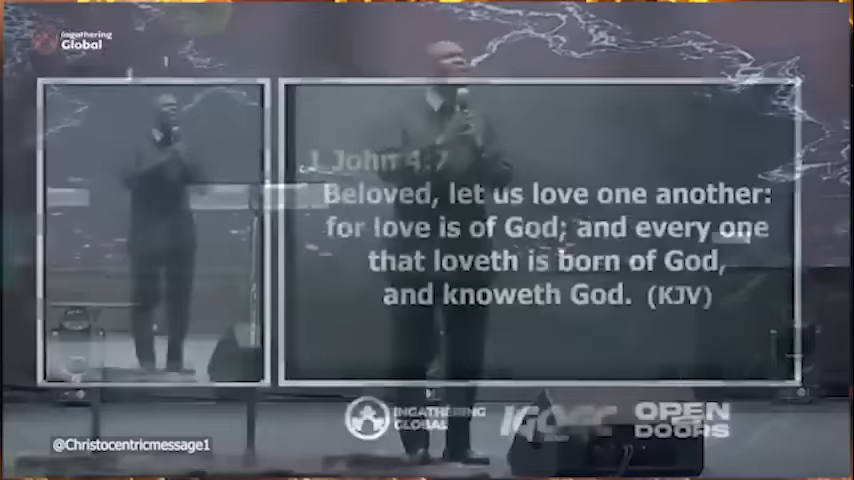 Ingathering
Global
1 John 4:7
Beloved, let us love one another:
for love is of God; and every one
that loveth is born of God,
and knoweth God. (KJV)
INGATHERING
GLOBAL
OPEN
DOORS
@Christocentricmessage1